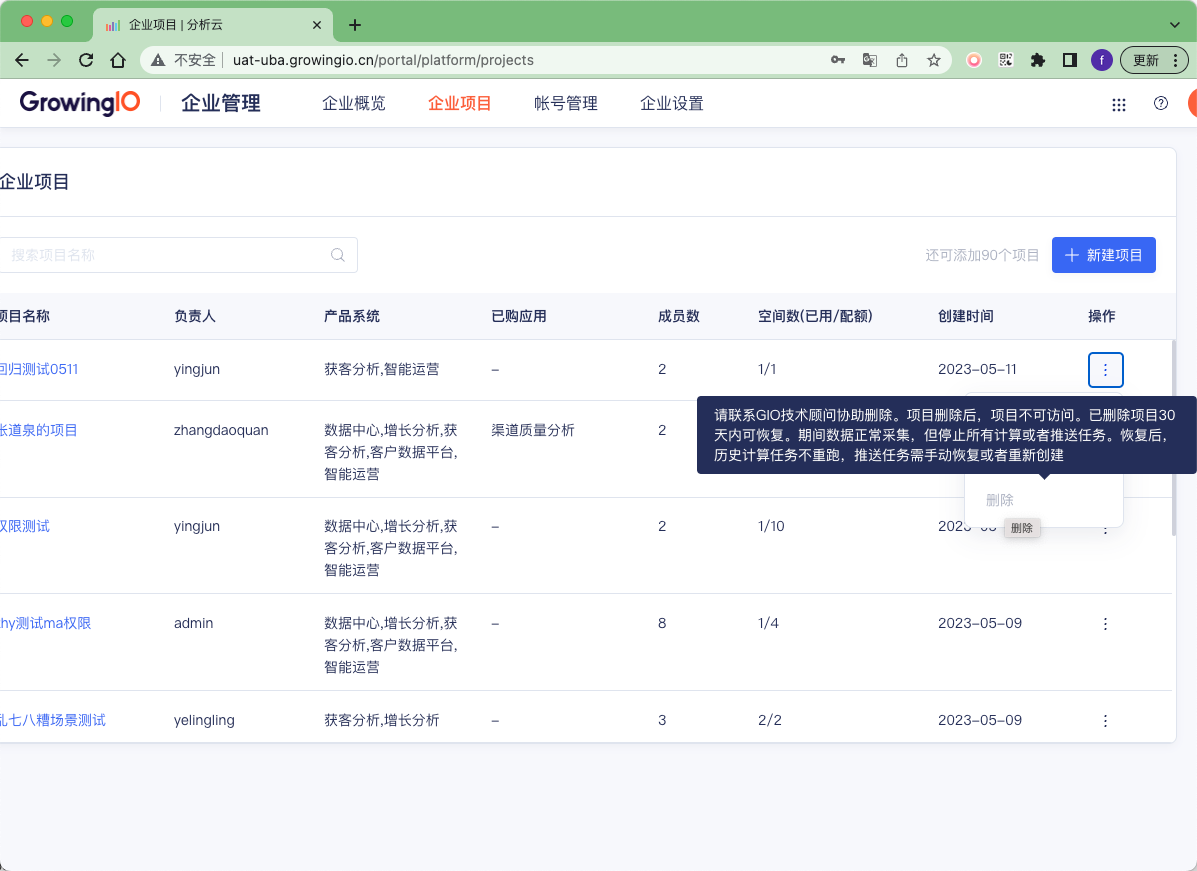 企业项目 | 分析云
不安全 uat-uba.growingio.cn/portal/platform/projects
f 更新
GrowingIO 企业管理 企业概览 企业项目 帐号管理 企业设置
企业项目
搜索项目名称
还可添加90个项目 新建项目
项目名称 负责人 产品系统 已购应用 成员数 空间数(已用/配额) 创建时间 操作
回归测试0511 yingjun 获客分析,智能运营 – 2 1/1 2023–05–11
张道泉的项目 zhangdaoquan 数据中心,增长分析,获 渠道质量分析 2
客分析,客户数据平台,
智能运营
请联系GIO技术顾问协助删除。项目删除后，项目不可访问。已删除项目30
天内可恢复。期间数据正常采集，但停止所有计算或者推送任务。恢复后，
历史计算任务不重跑，推送任务需手动恢复或者重新创建
删除
删除
权限测试 yingjun 数据中心,增长分析,获 – 2 1/10
客分析,客户数据平台,
智能运营
hy测试ma权限 admin 数据中心,增长分析,获 – 8 1/4 2023–05–09
客分析,客户数据平台,
智能运营
乱七八糟场景测试 yelingling 获客分析,增长分析 – 3 2/2 2023–05–09